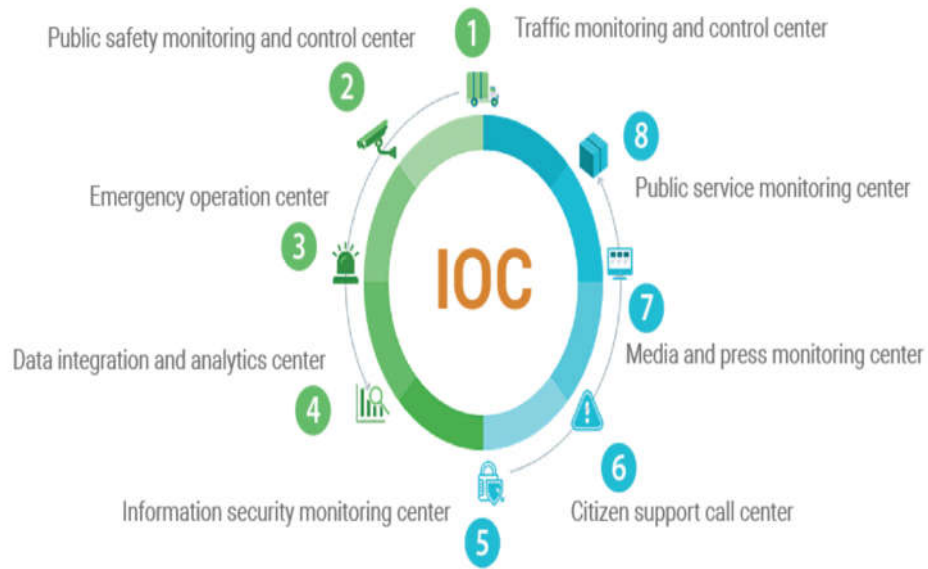 1
Traffic monitoring and control center
Public safety monitoring and control center
2
8
Public service monitoring center
Emergency operation center
3
IOC
7
Media and press monitoring center
Data integration and analytics center
4
6
Citizen support call center
Information security monitoring center
5